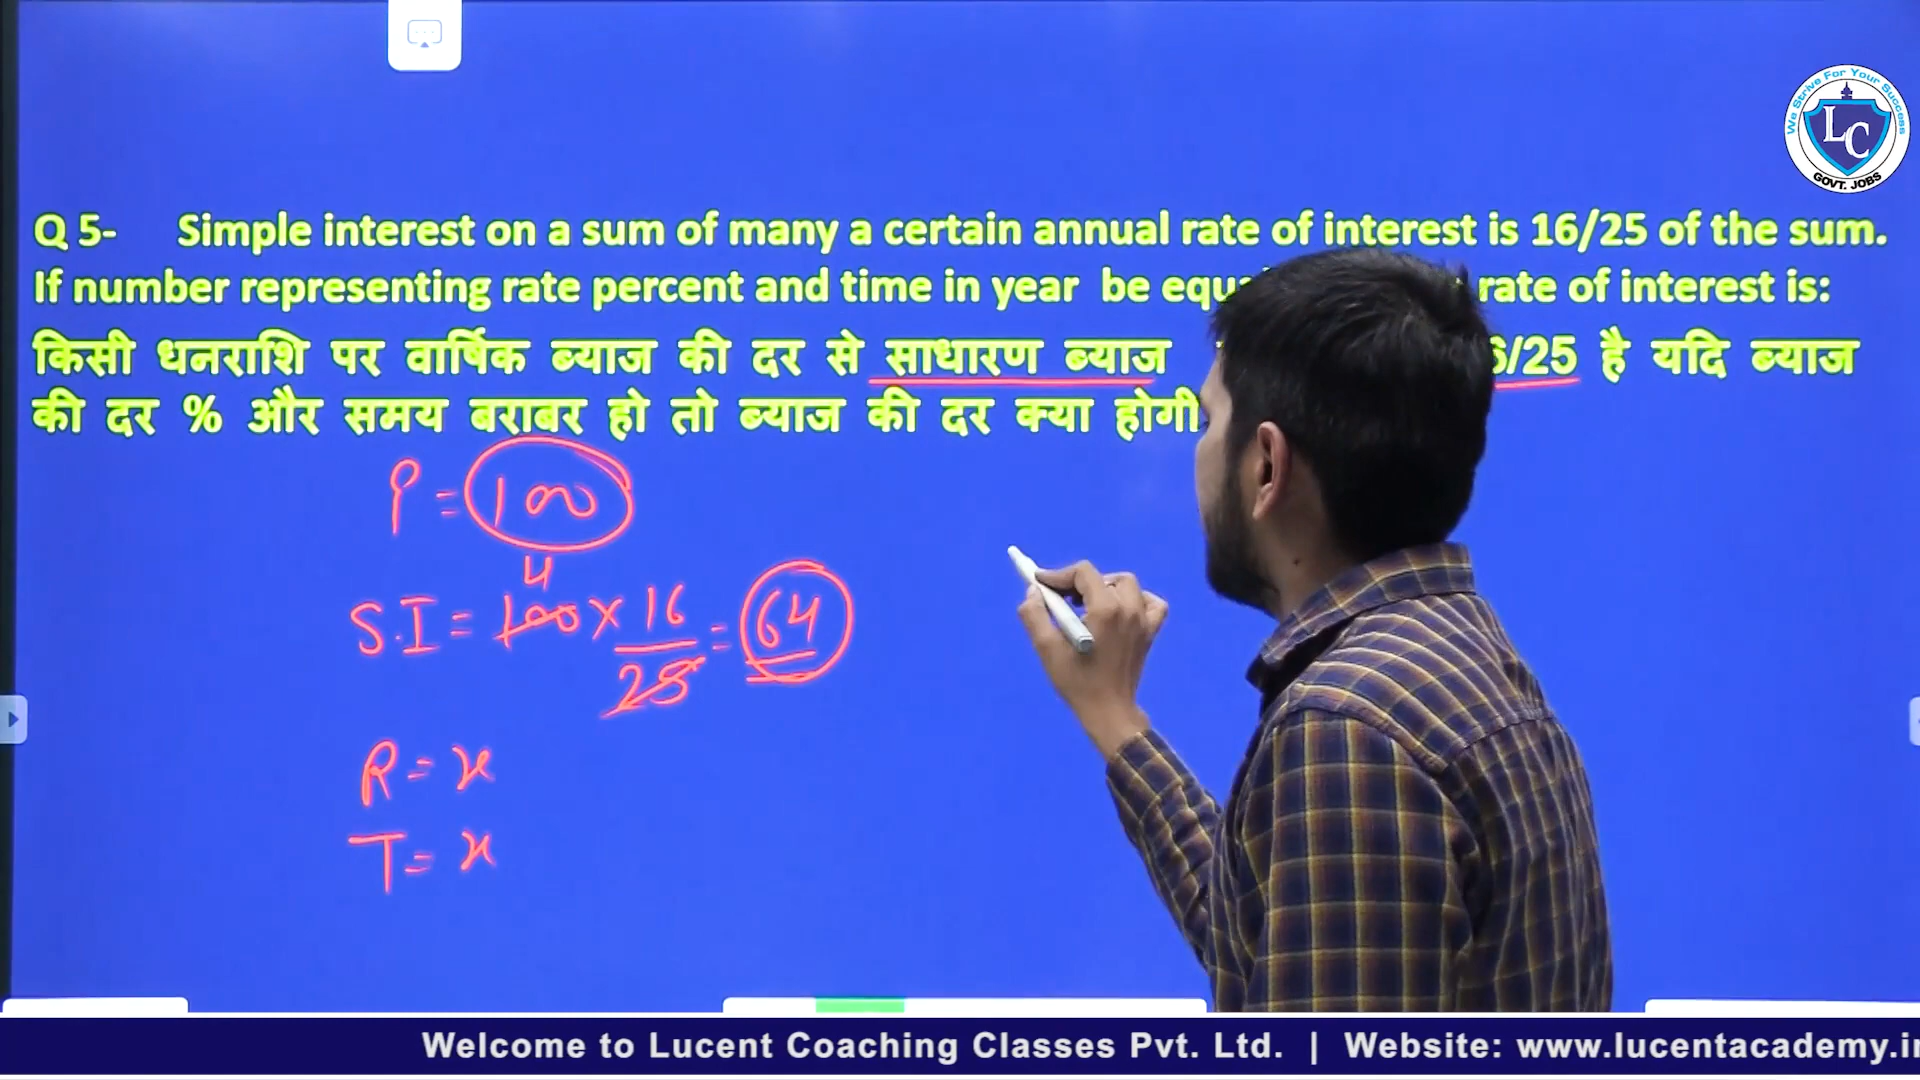 We Strive For Your Success
LC
GOVT. JOBS
Q 5- Simple interest on a sum of many a certain annual rate of interest is 16/25 of the sum.
If number representing rate percent and time in year be equ rate of interest is:
किसी धनराशि पर वार्षिक ब्याज की दर से साधारण ब्याज 6/25 है यदि ब्याज
की दर % और समय बराबर हो तो ब्याज की दर क्या होगी
P = 100
4
S.I = 100 X 16/25 = 64
R = x
T = x
Welcome to Lucent Coaching Classes Pvt. Ltd. | Website: www.lucentacademy.in